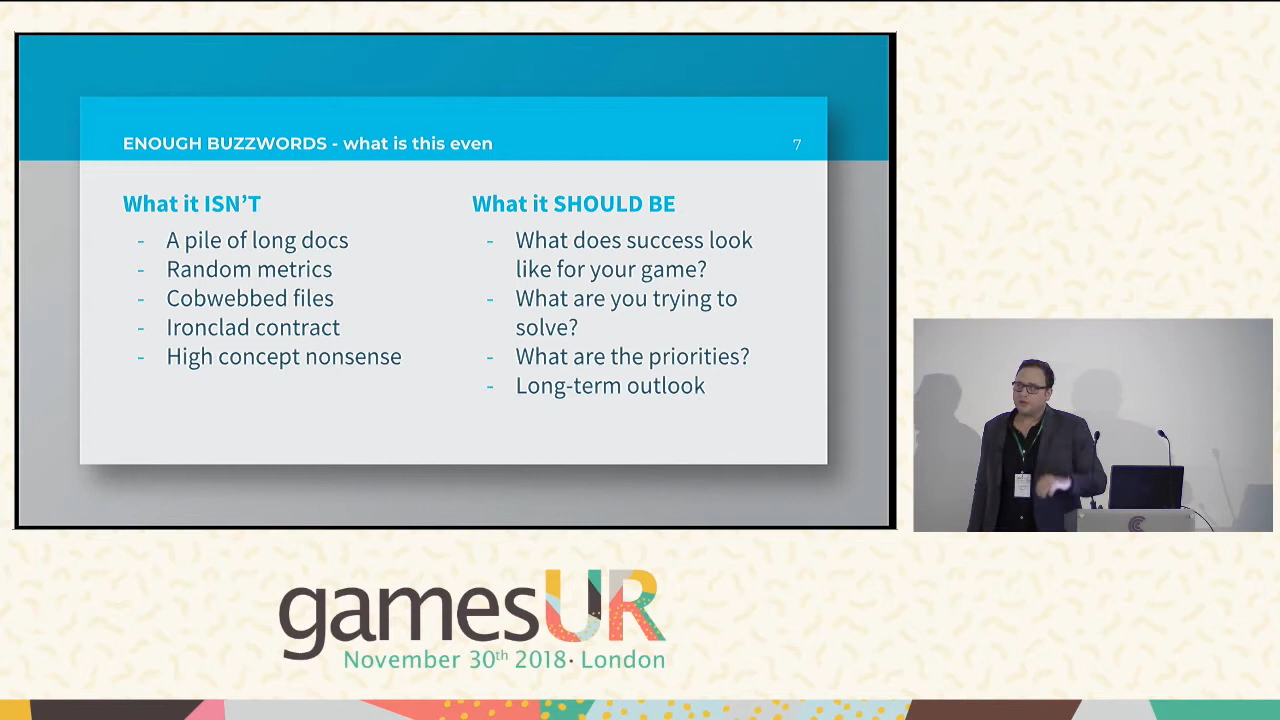 ENOUGH BUZZWORDS - what is this even
7
What it ISN'T
- A pile of long docs
- Random metrics
- Cobwebbed files
- Ironclad contract
- High concept nonsense
What it SHOULD BE
- What does success look
like for your game?
- What are you trying to
solve?
- What are the priorities?
- Long-term outlook
gamesUR
November 30th 2018· London